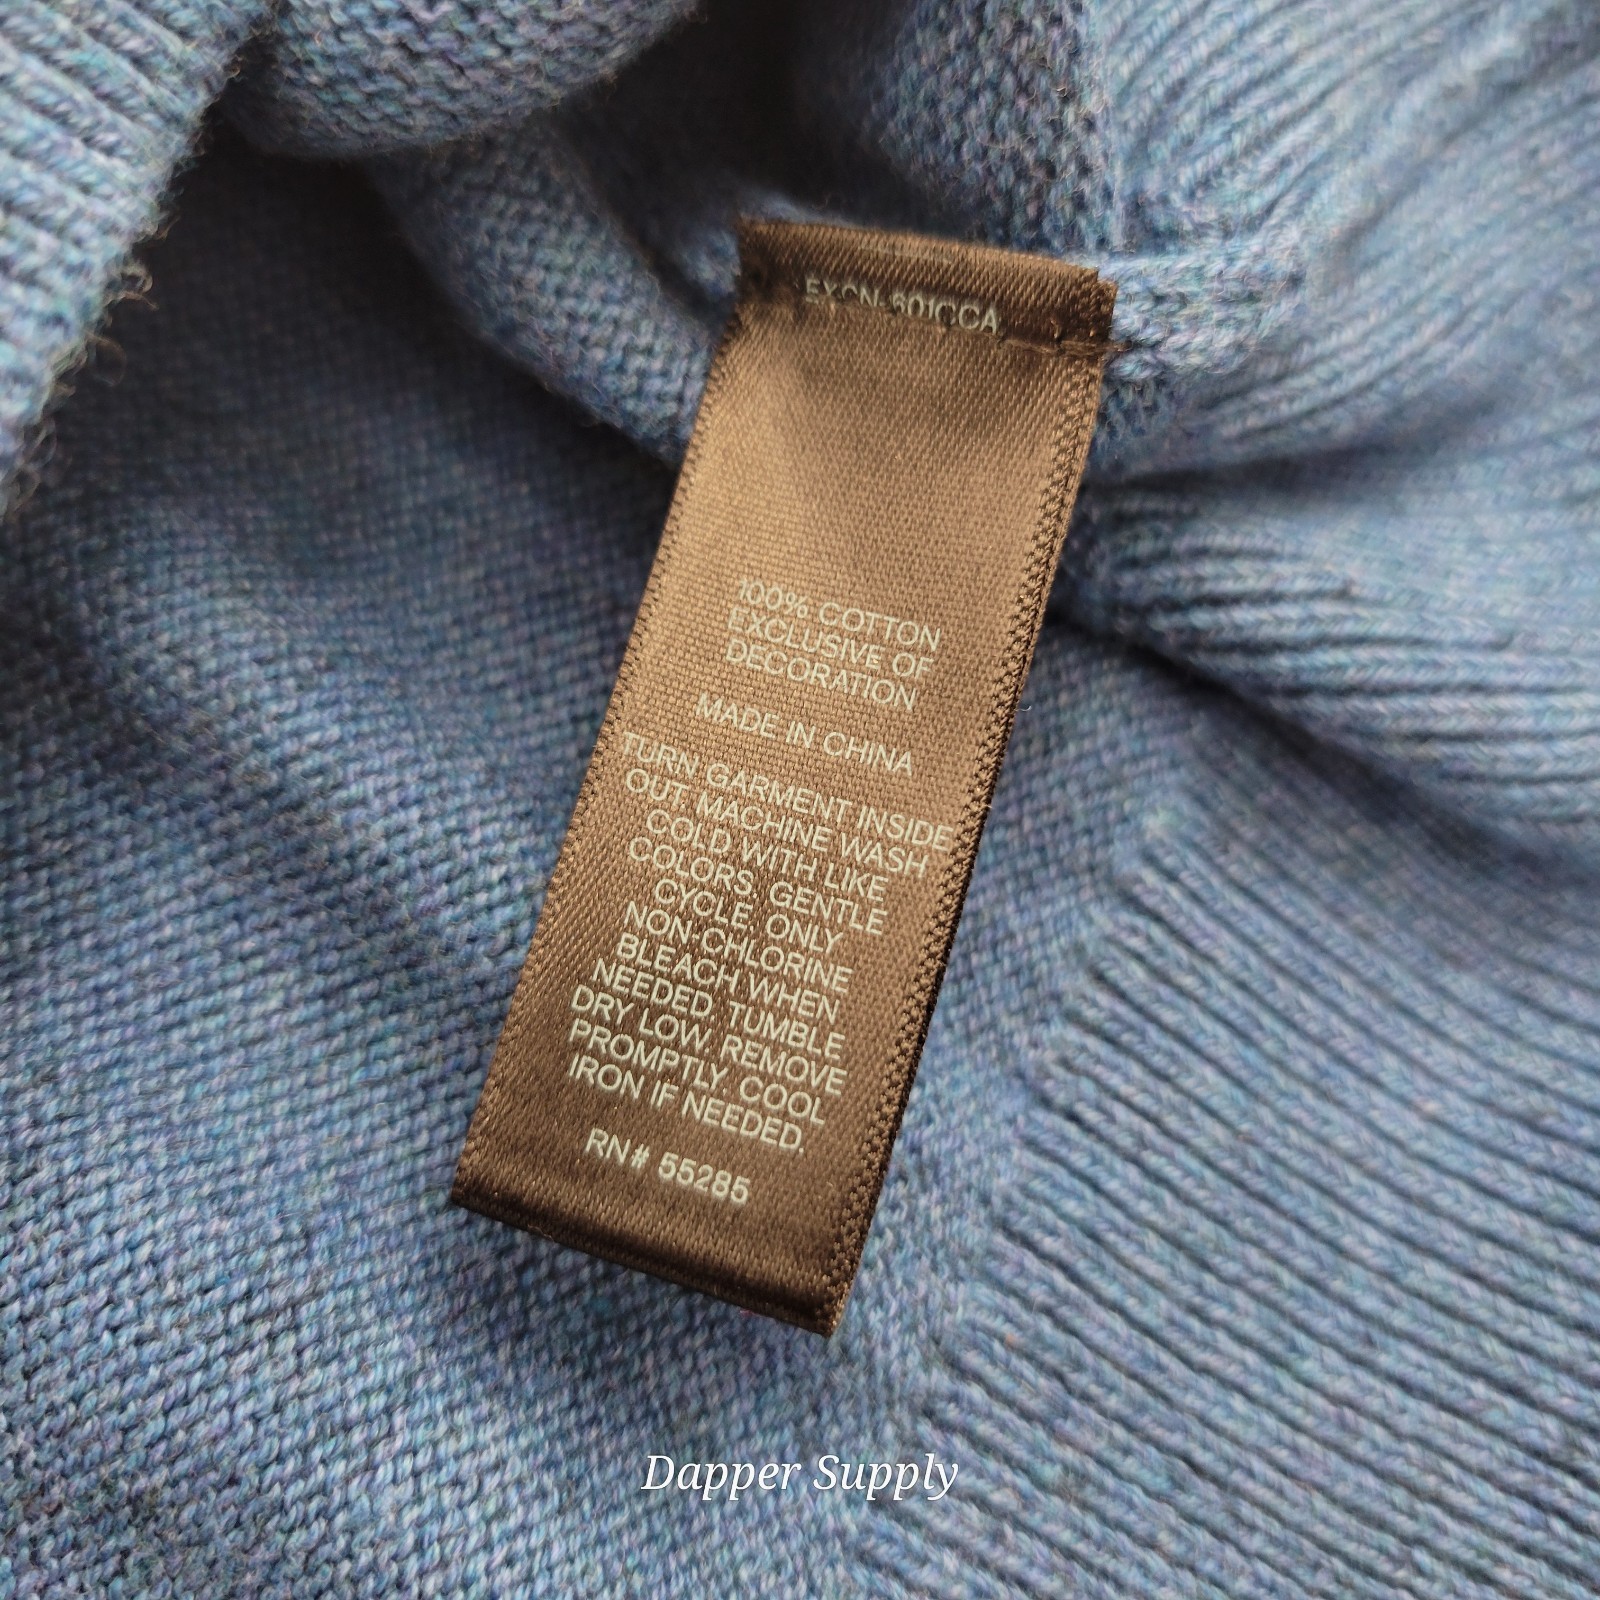 EXCN-601CCA
100% COTTON
EXCLUSIVE OF
DECORATION
MADE IN CHINA
TURN GARMENT INSIDE
OUT. MACHINE WASH
COLD WITH LIKE
COLORS, GENTLE
CYCLE. ONLY
NON-CHLORINE
BLEACH WHEN
NEEDED. TUMBLE
DRY LOW. REMOVE
PROMPTLY. COOL
IRON IF NEEDED.
RN# 55285
Dapper Supply